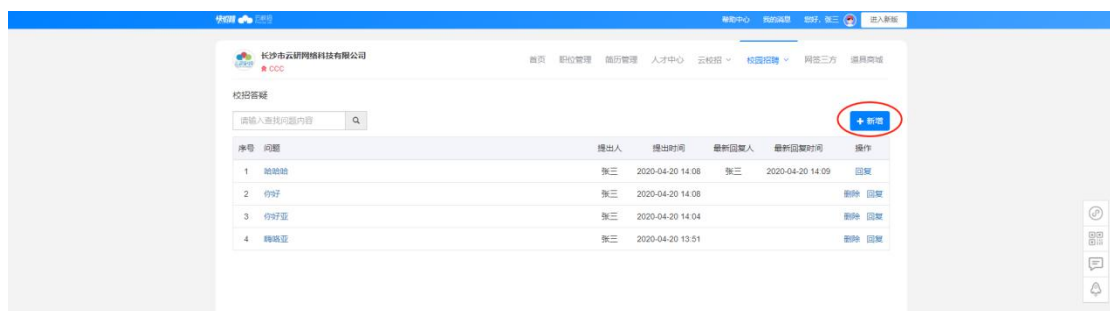 快招网 云研招 帮助中心 我的消息 您好，张三 进入新版
长沙市云研网络科技有限公司
CCC
首页 职位管理 简历管理 人才中心 云校招 校园招聘 网签三方 道具商城
校招答疑
请输入查找问题内容
+ 新增
序号 问题 提出人 提出时间 最新回复人 最新回复时间 操作
1 哈哈哈 张三 2020-04-20 14:08 张三 2020-04-20 14:09 回复
2 你好 张三 2020-04-20 14:08 删除 回复
3 你好亚 张三 2020-04-20 14:04 删除 回复
4 嗨咯亚 张三 2020-04-20 13:51 删除 回复